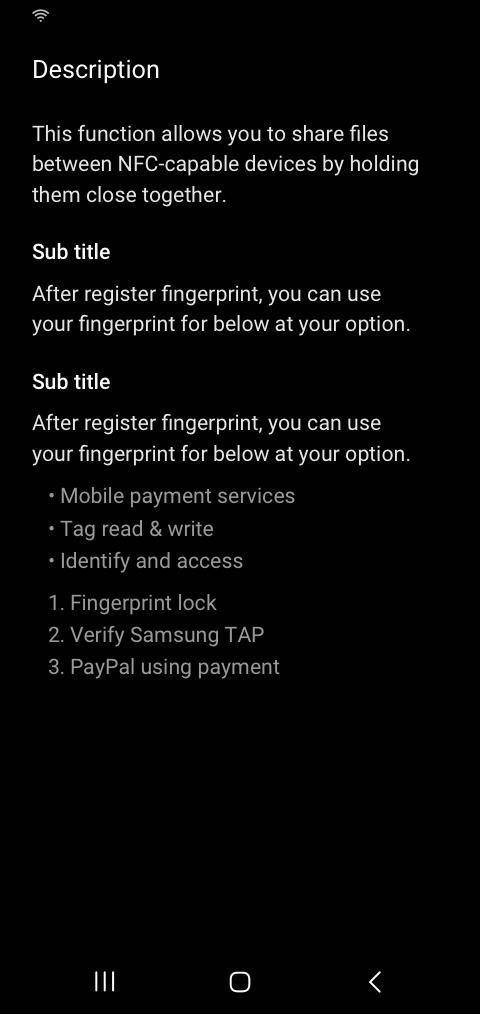 Description
This function allows you to share files
between NFC-capable devices by holding
them close together.
Sub title
After register fingerprint, you can use
your fingerprint for below at your option.
Sub title
After register fingerprint, you can use
your fingerprint for below at your option.
• Mobile payment services
• Tag read & write
• Identify and access
1. Fingerprint lock
2. Verify Samsung TAP
3. PayPal using payment